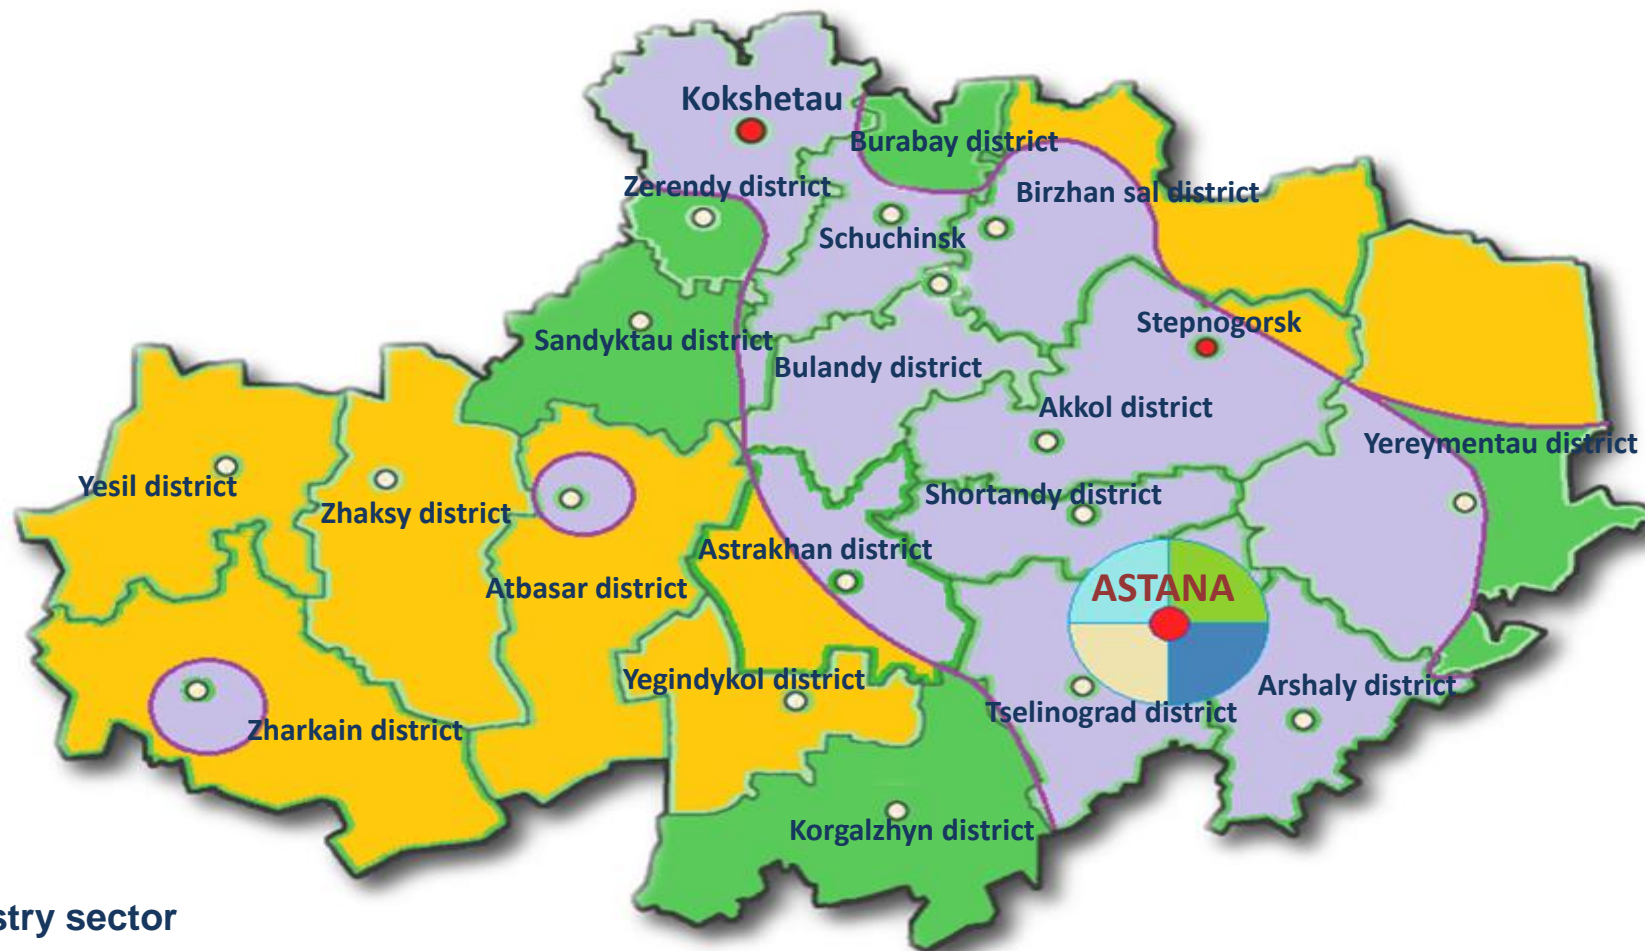 Kokshetau
Burabay district
Zerendy district
Birzhan sal district
Schuchinsk
Stepnogorsk
Sandyktau district
Bulandy district
Akkol district
Yereymentau district
Yesil district
Zhaksy district
Shortandy district
Astrakhan district
Atbasar district
ASTANA
Yegindykol district
Arshaly district
Tselinograd district
Zharkain district
Korgalzhyn district
stry sector